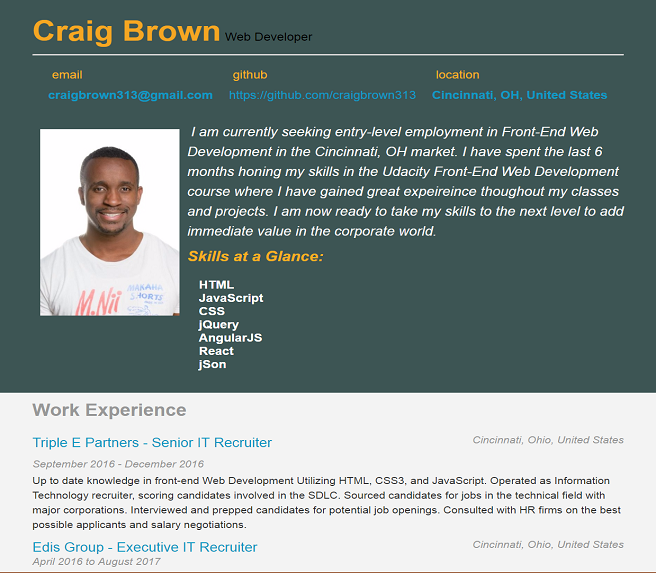 Craig Brown Web Developer
email github location
craigbrown313@gmail.com https://github.com/craigbrown313 Cincinnati, OH, United States
I am currently seeking entry-level employment in Front-End Web
Development in the Cincinnati, OH market. I have spent the last 6
months honing my skills in the Udacity Front-End Web Development
course where I have gained great expeireince thoughout my classes
and projects. I am now ready to take my skills to the next level to add
immediate value in the corporate world.
Skills at a Glance:
HTML
JavaScript
CSS
jQuery
AngularJS
React
jSon
M.Nii
MAKAHA
SHORTS
Work Experience
Triple E Partners - Senior IT Recruiter Cincinnati, Ohio, United States
September 2016 - December 2016
Up to date knowledge in front-end Web Development Utilizing HTML, CSS3, and JavaScript. Operated as Information
Technology recruiter, scoring candidates involved in the SDLC. Sourced candidates for jobs in the technical field with
major corporations. Interviewed and prepped candidates for potential job openings. Consulted with HR firms on the best
possible applicants and salary negotiations.
Edis Group - Executive IT Recruiter Cincinnati, Ohio, United States
April 2016 to August 2017